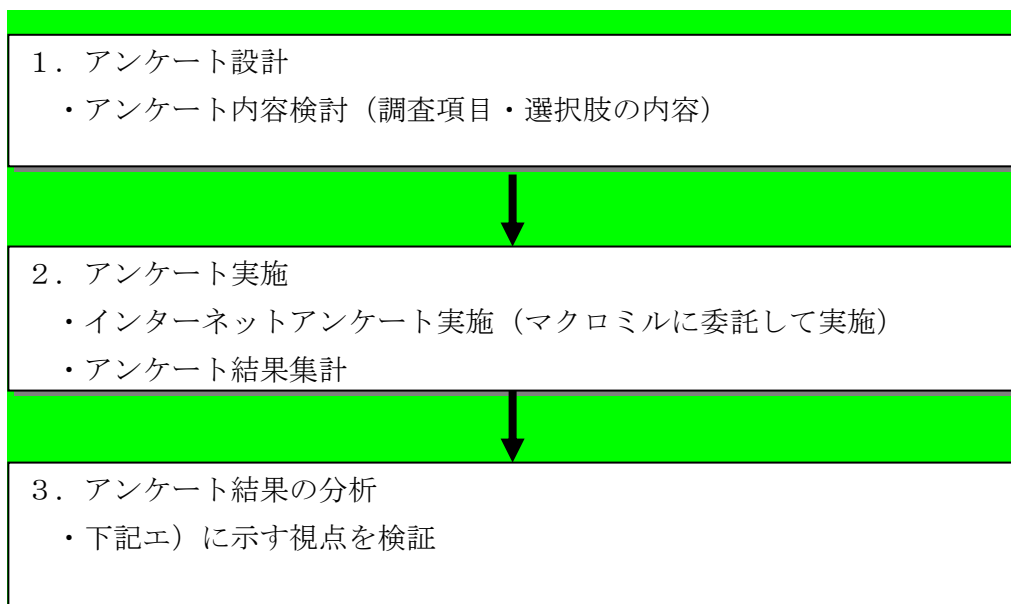 １．アンケート設計
・アンケート内容検討（調査項目・選択肢の内容）
２．アンケート実施
・インターネットアンケート実施（マクロミルに委託して実施）
・アンケート結果集計
３．アンケート結果の分析
・下記エ）に示す視点を検証